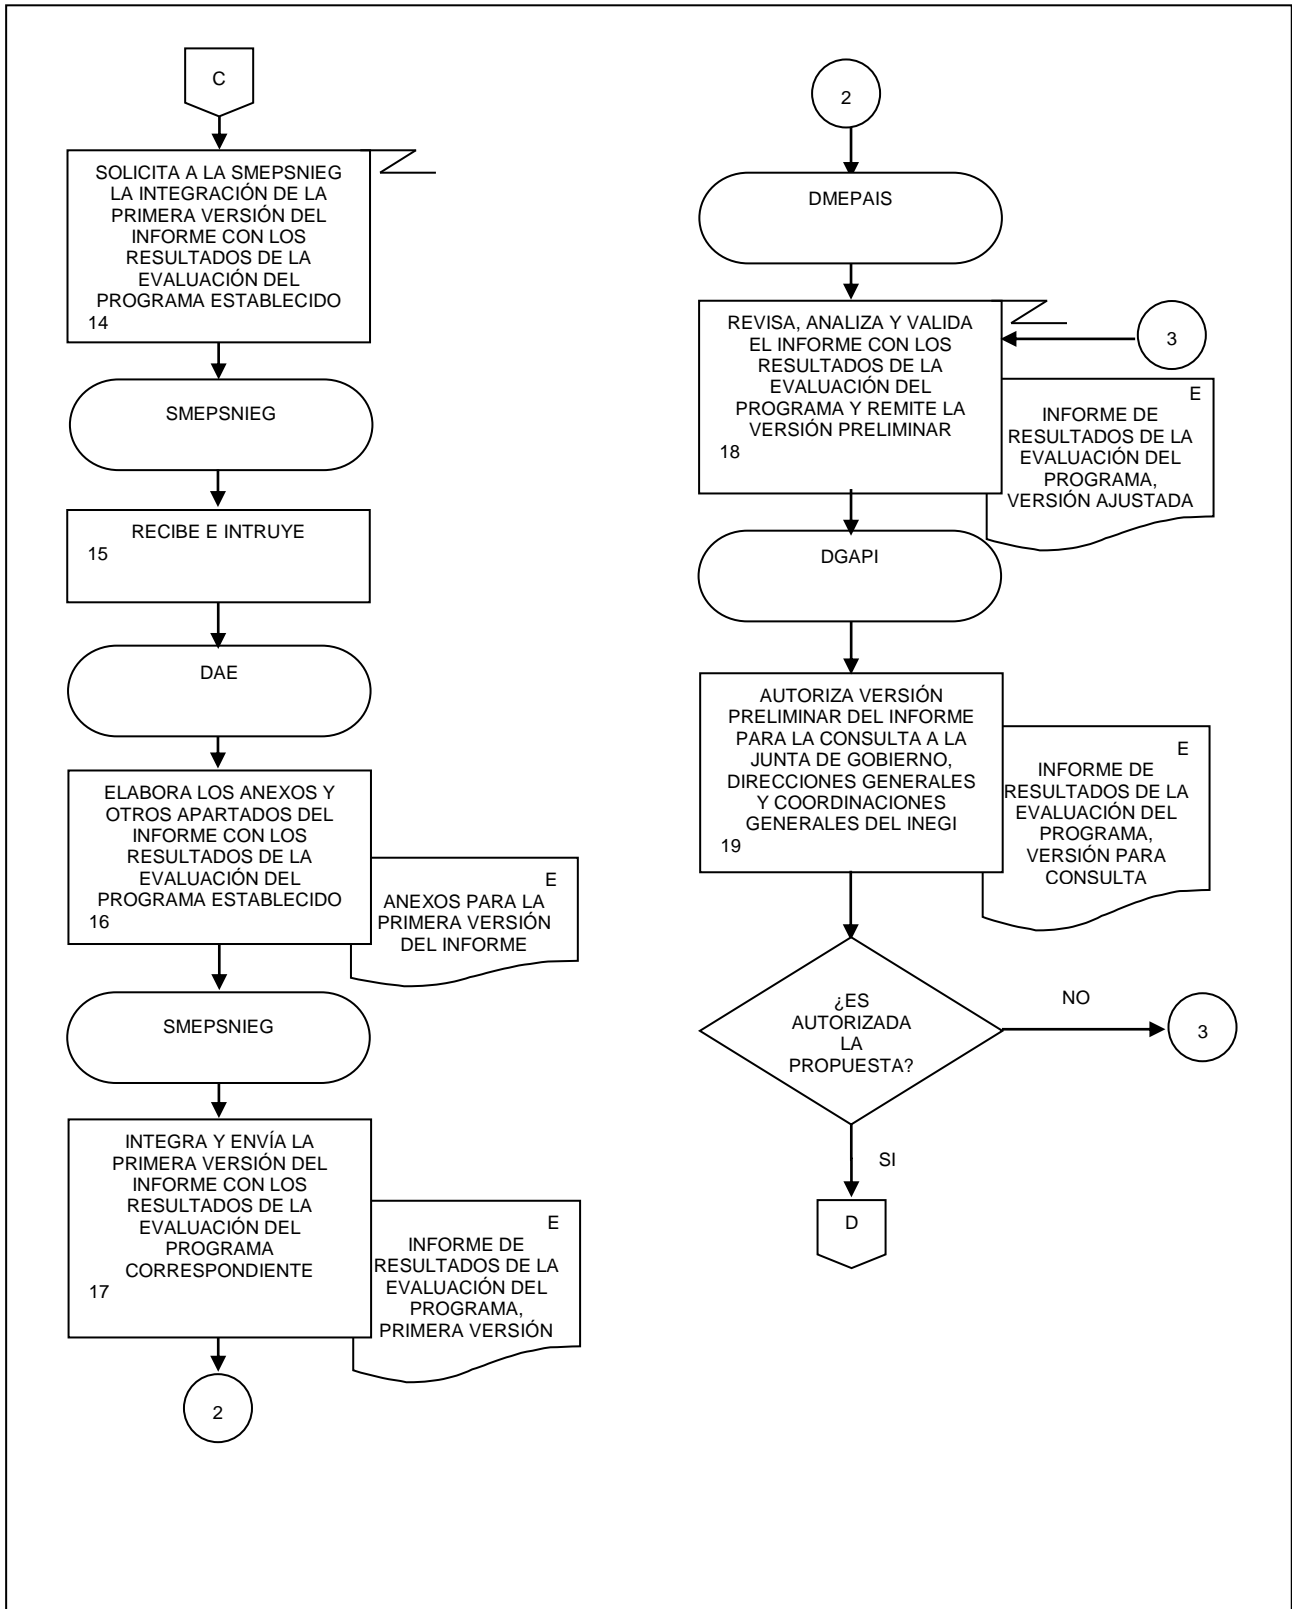 C
SOLICITA A LA SMEPSNIEG
LA INTEGRACIÓN DE LA
PRIMERA VERSIÓN DEL
INFORME CON LOS
RESULTADOS DE LA
EVALUACIÓN DEL
PROGRAMA ESTABLECIDO
14
SMEPSNIEG
RECIBE E INTRUYE
15
DAE
ELABORA LOS ANEXOS Y
OTROS APARTADOS DEL
INFORME CON LOS
RESULTADOS DE LA
EVALUACIÓN DEL
PROGRAMA ESTABLECIDO
16
E
ANEXOS PARA LA
PRIMERA VERSIÓN
DEL INFORME
SMEPSNIEG
INTEGRA Y ENVÍA LA
PRIMERA VERSIÓN DEL
INFORME CON LOS
RESULTADOS DE LA
EVALUACIÓN DEL
PROGRAMA
CORRESPONDIENTE
17
E
INFORME DE
RESULTADOS DE LA
EVALUACIÓN DEL
PROGRAMA,
PRIMERA VERSIÓN
2
2
DMEPAIS
REVISA, ANALIZA Y VALIDA
EL INFORME CON LOS
RESULTADOS DE LA
EVALUACIÓN DEL
PROGRAMA Y REMITE LA
VERSIÓN PRELIMINAR
18
3
E
INFORME DE
RESULTADOS DE LA
EVALUACIÓN DEL
PROGRAMA,
VERSIÓN AJUSTADA
DGAPI
AUTORIZA VERSIÓN
PRELIMINAR DEL INFORME
PARA LA CONSULTA A LA
JUNTA DE GOBIERNO,
DIRECCIONES GENERALES
Y COORDINACIONES
GENERALES DEL INEGI
19
E
INFORME DE
RESULTADOS DE LA
EVALUACIÓN DEL
PROGRAMA,
VERSIÓN PARA
CONSULTA
¿ES
AUTORIZADA
LA
PROPUESTA?
NO
3
SI
D